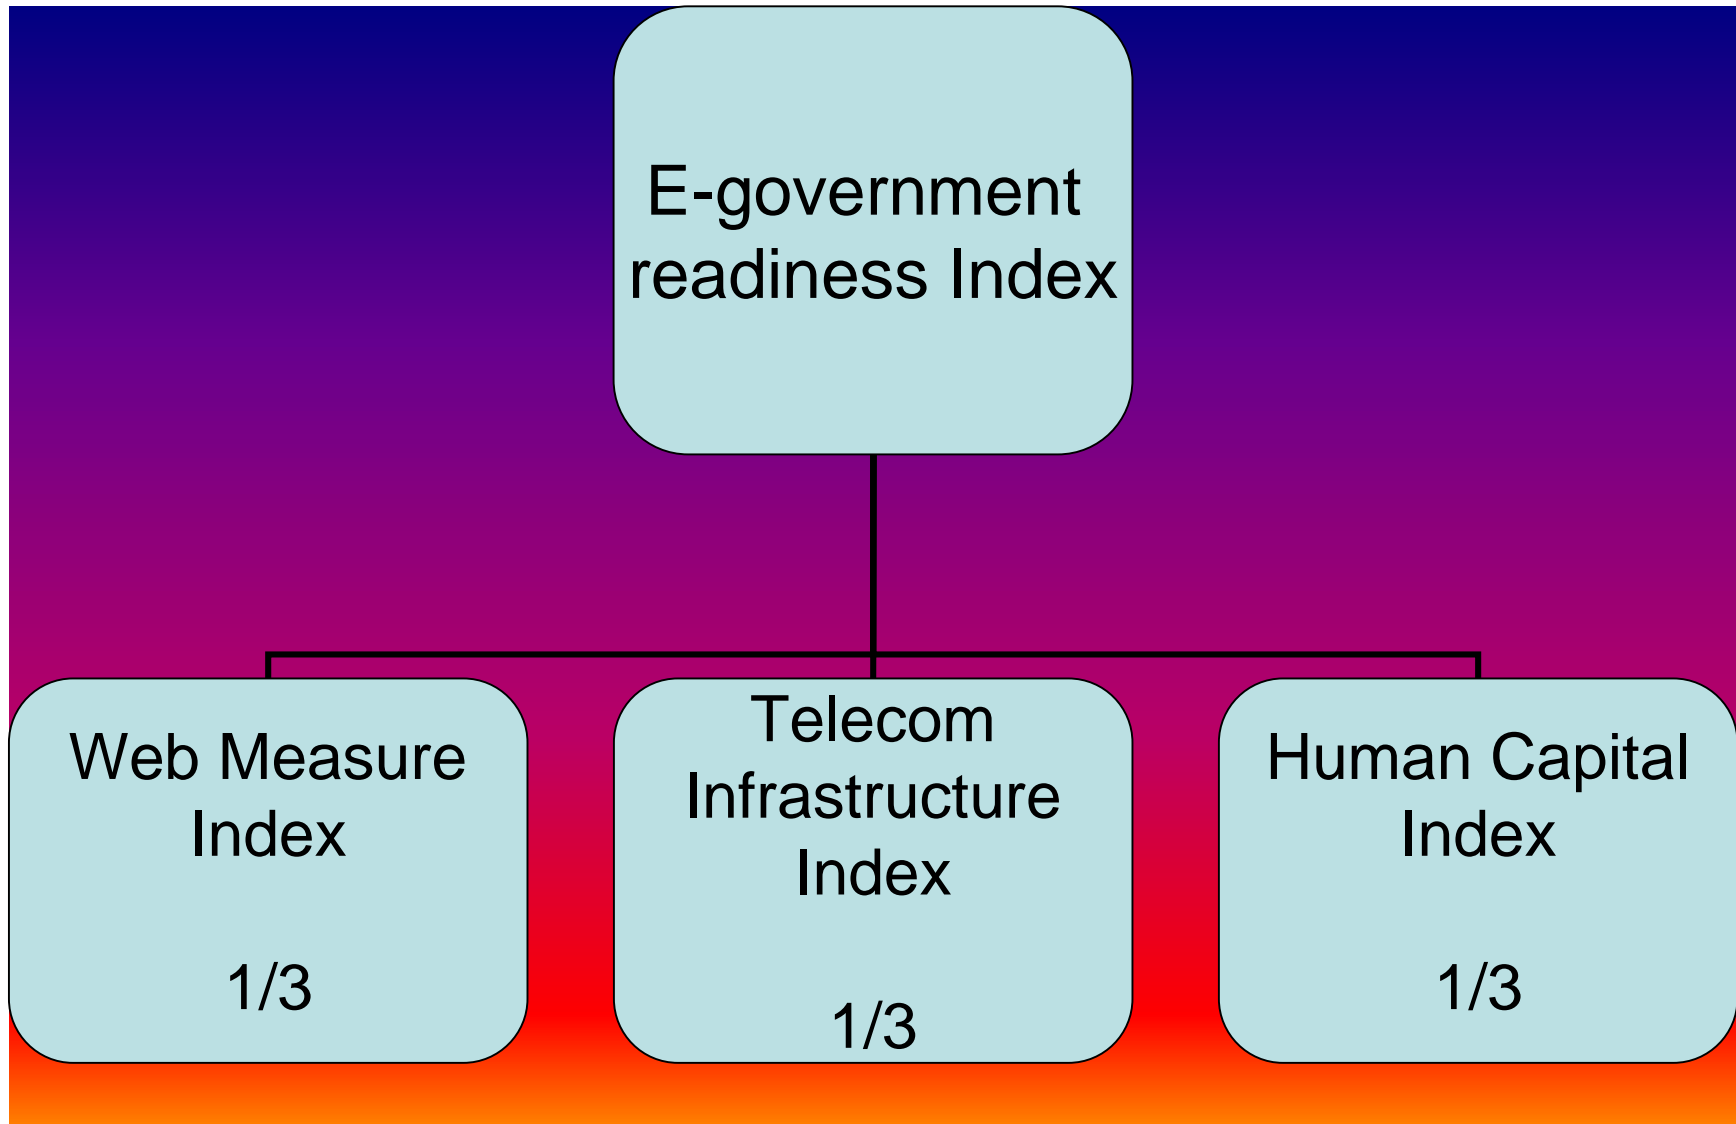 E-government
readiness Index
Web Measure
Index
1/3
Telecom
Infrastructure
Index
1/3
Human Capital
Index
1/3